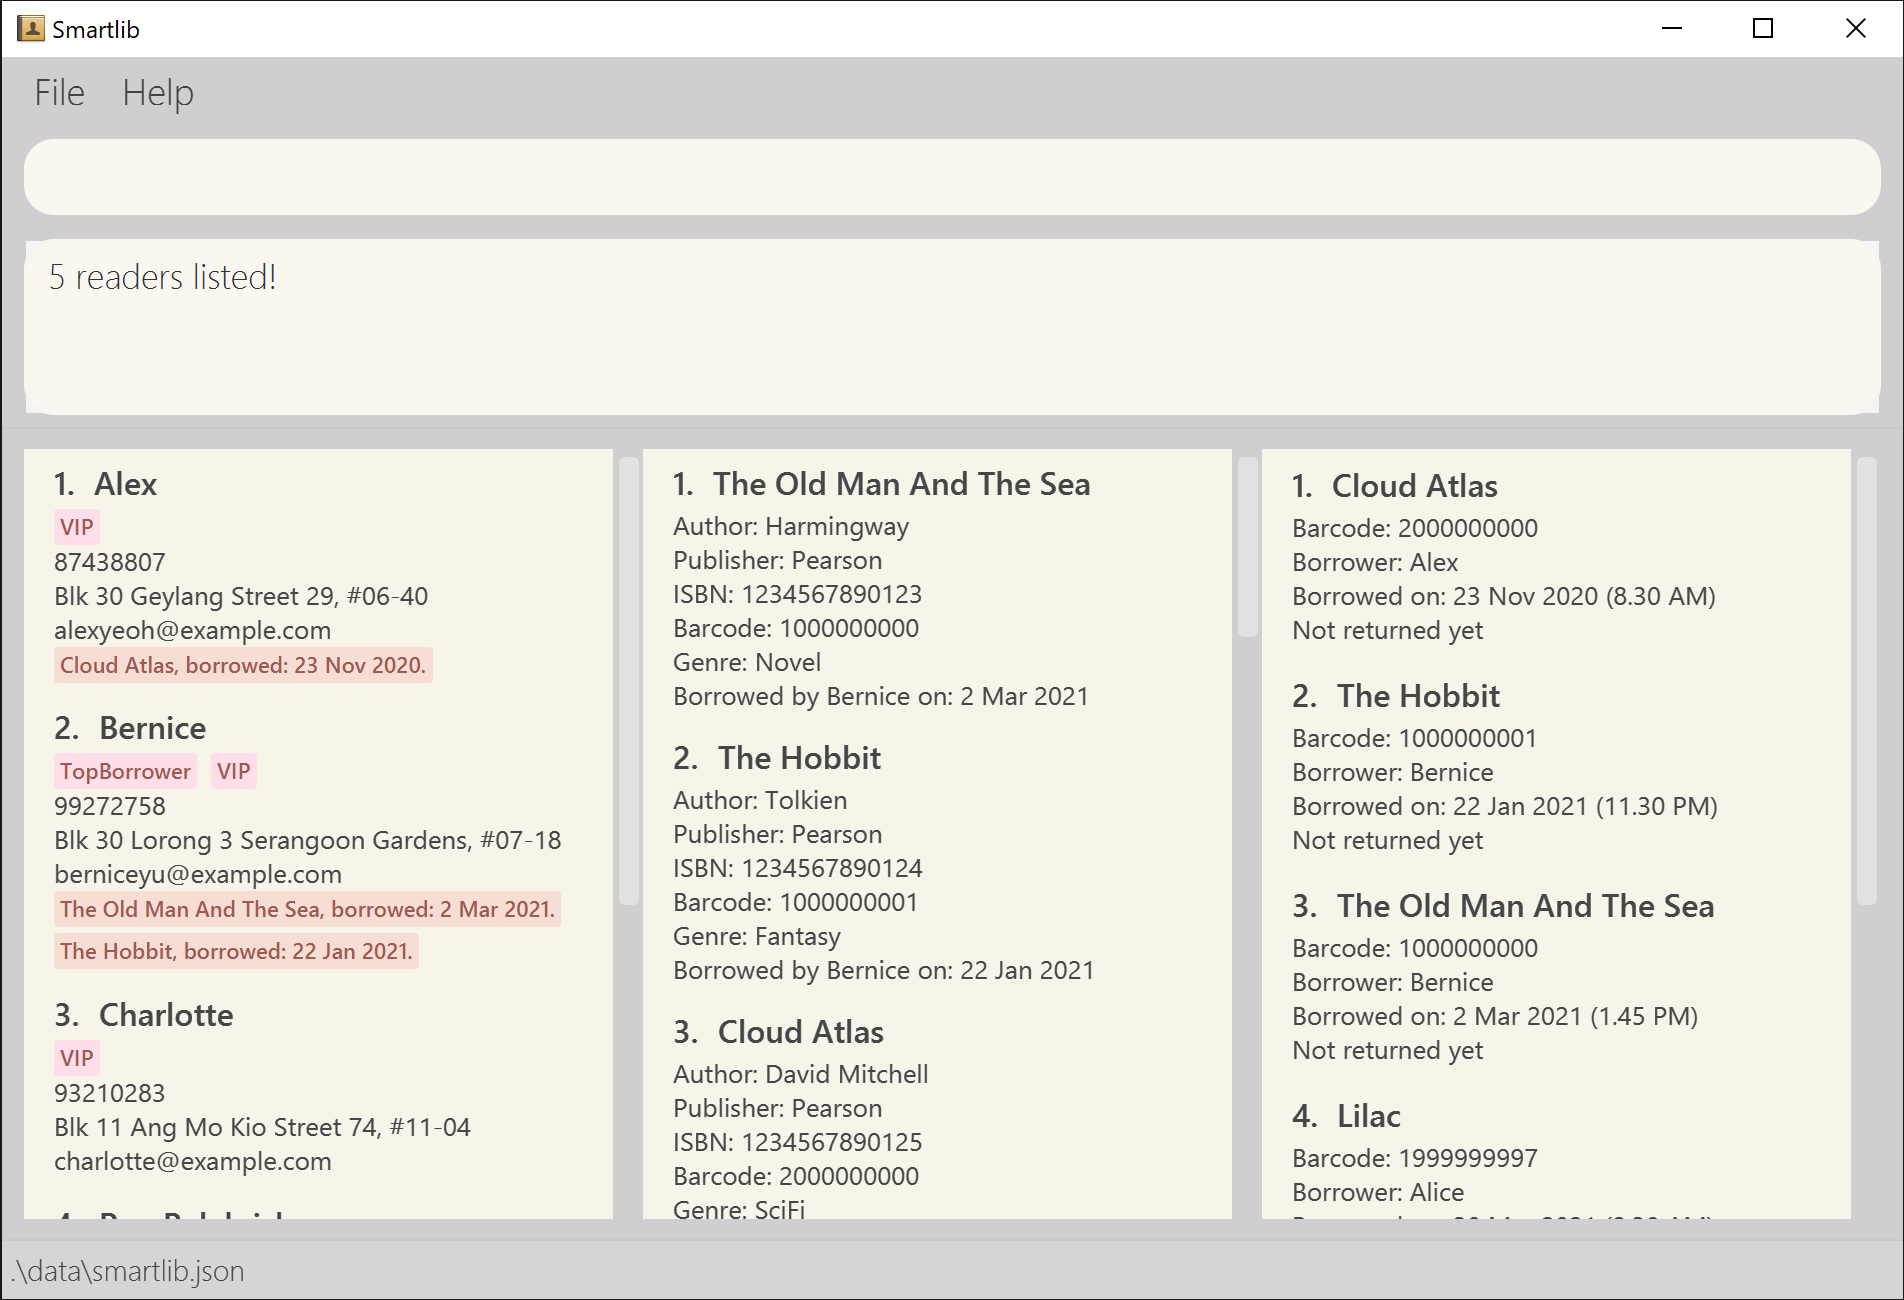 Smartlib
File Help
5 readers listed!
1. Alex
VIP
87438807
Blk 30 Geylang Street 29, #06-40
alexyeoh@example.com
Cloud Atlas, borrowed: 23 Nov 2020.
2. Bernice
TopBorrower VIP
99272758
Blk 30 Lorong 3 Serangoon Gardens, #07-18
berniceyu@example.com
The Old Man And The Sea, borrowed: 2 Mar 2021.
The Hobbit, borrowed: 22 Jan 2021.
3. Charlotte
VIP
93210283
Blk 11 Ang Mo Kio Street 74, #11-04
charlotte@example.com
1. The Old Man And The Sea
Author: Harmingway
Publisher: Pearson
ISBN: 1234567890123
Barcode: 1000000000
Genre: Novel
Borrowed by Bernice on: 2 Mar 2021
2. The Hobbit
Author: Tolkien
Publisher: Pearson
ISBN: 1234567890124
Barcode: 1000000001
Genre: Fantasy
Borrowed by Bernice on: 22 Jan 2021
3. Cloud Atlas
Author: David Mitchell
Publisher: Pearson
ISBN: 1234567890125
Barcode: 2000000000
Genre: SciFi
1. Cloud Atlas
Barcode: 2000000000
Borrower: Alex
Borrowed on: 23 Nov 2020 (8.30 AM)
Not returned yet
2. The Hobbit
Barcode: 1000000001
Borrower: Bernice
Borrowed on: 22 Jan 2021 (11.30 PM)
Not returned yet
3. The Old Man And The Sea
Barcode: 1000000000
Borrower: Bernice
Borrowed on: 2 Mar 2021 (1.45 PM)
Not returned yet
4. Lilac
Barcode: 1999999997
Borrower: Alice
.\data\smartlib.json